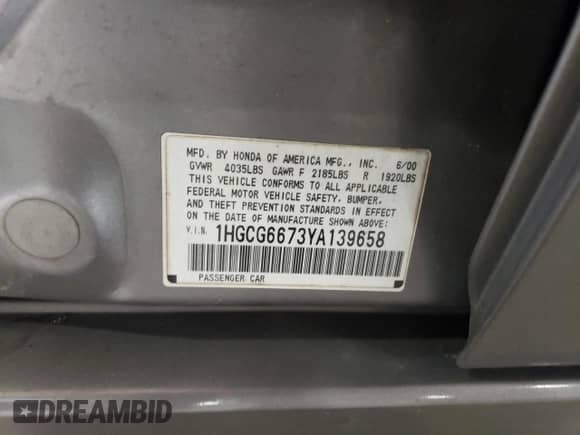 MFD. BY HONDA OF AMERICA MFG., INC. 6/00
GVWR 4035LBS GAWR F 2185LBS R 1920LBS
THIS VEHICLE CONFORMS TO ALL APPLICABLE
FEDERAL MOTOR VEHICLE SAFETY, BUMPER,
AND THEFT PREVENTION STANDARDS IN EFFECT
ON THE DATE OF MANUFACTURE SHOWN ABOVE:
V.I.N. 1HGCG6673YA139658
PASSENGER CAR
DREAMBID